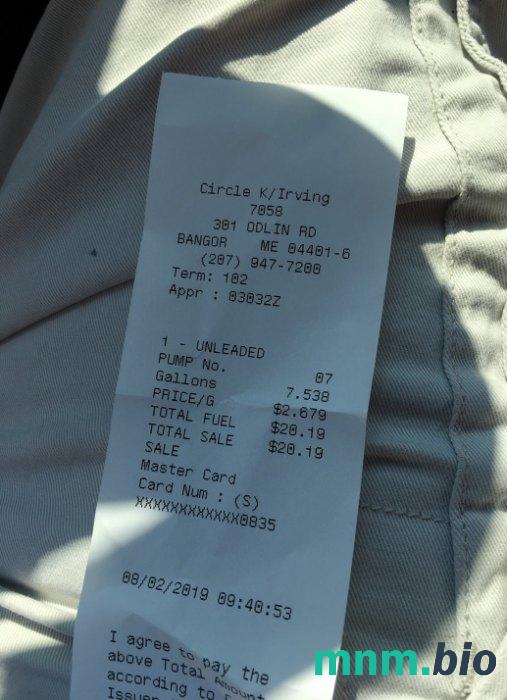 Circle K/Irving
7058
301 ODLIN RD
BANGOR ME 04401-6
(207) 947-7200
Term: 102
Appr : 03032Z
1 - UNLEADED
PUMP No. 07
Gallons 7.538
PRICE/G $2.679
TOTAL FUEL $20.19
TOTAL SALE $20.19
SALE
Master Card
Card Num : (S)
XXXXXXXXXXXX0835
08/02/2019 09:40:53
I agree to pay the
above Total Amount
according to
Issuer
mnm.bio